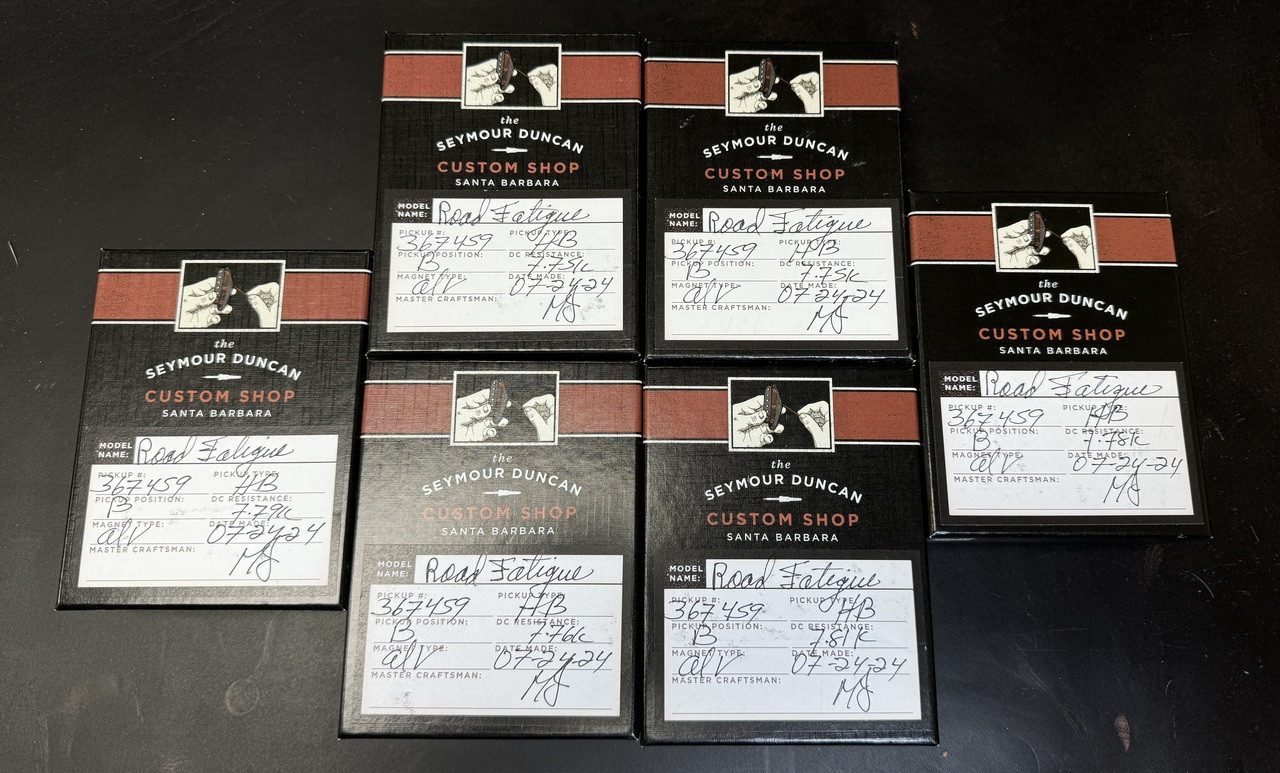 the
SEYMOUR DUNCAN
CUSTOM SHOP
SANTA BARBARA
MODEL NAME: Road Fatigue
PICKUP #: PICKUP TYPE:
367459 HB
PICKUP POSITION: DC RESISTANCE:
B 7.75k
MAGNET TYPE: DATE MADE:
alV 07-24-24
MASTER CRAFTSMAN:
MJ
the
SEYMOUR DUNCAN
CUSTOM SHOP
SANTA BARBARA
MODEL NAME: Road Fatigue
PICKUP #: PICKUP TYPE:
367459 HB
PICKUP POSITION: DC RESISTANCE:
B 7.75k
MAGNET TYPE: DATE MADE:
alV 07-24-24
MASTER CRAFTSMAN:
MJ
the
SEYMOUR DUNCAN
CUSTOM SHOP
SANTA BARBARA
MODEL NAME: Road Fatigue
PICKUP #: PICKUP TYPE:
367459 HB
PICKUP POSITION: DC RESISTANCE:
B 7.78k
MAGNET TYPE: DATE MADE:
alV 07-24-24
MASTER CRAFTSMAN:
MJ
the
SEYMOUR DUNCAN
CUSTOM SHOP
SANTA BARBARA
MODEL NAME: Road Fatigue
PICKUP #: PICKUP TYPE:
367459 HB
PICKUP POSITION: DC RESISTANCE:
B 7.79k
MAGNET TYPE: DATE MADE:
alV 07-24-24
MASTER CRAFTSMAN:
MJ
the
SEYMOUR DUNCAN
CUSTOM SHOP
SANTA BARBARA
MODEL NAME: Road Fatigue
PICKUP #: PICKUP TYPE:
367459 HB
PICKUP POSITION: DC RESISTANCE:
B 7.76k
MAGNET TYPE: DATE MADE:
alV 07-24-24
MASTER CRAFTSMAN:
MJ
the
SEYMOUR DUNCAN
CUSTOM SHOP
SANTA BARBARA
MODEL NAME: Road Fatigue
PICKUP #: PICKUP TYPE:
367459 HB
PICKUP POSITION: DC RESISTANCE:
B 7.81k
MAGNET TYPE: DATE MADE:
alV 07-24-24
MASTER CRAFTSMAN:
MJ